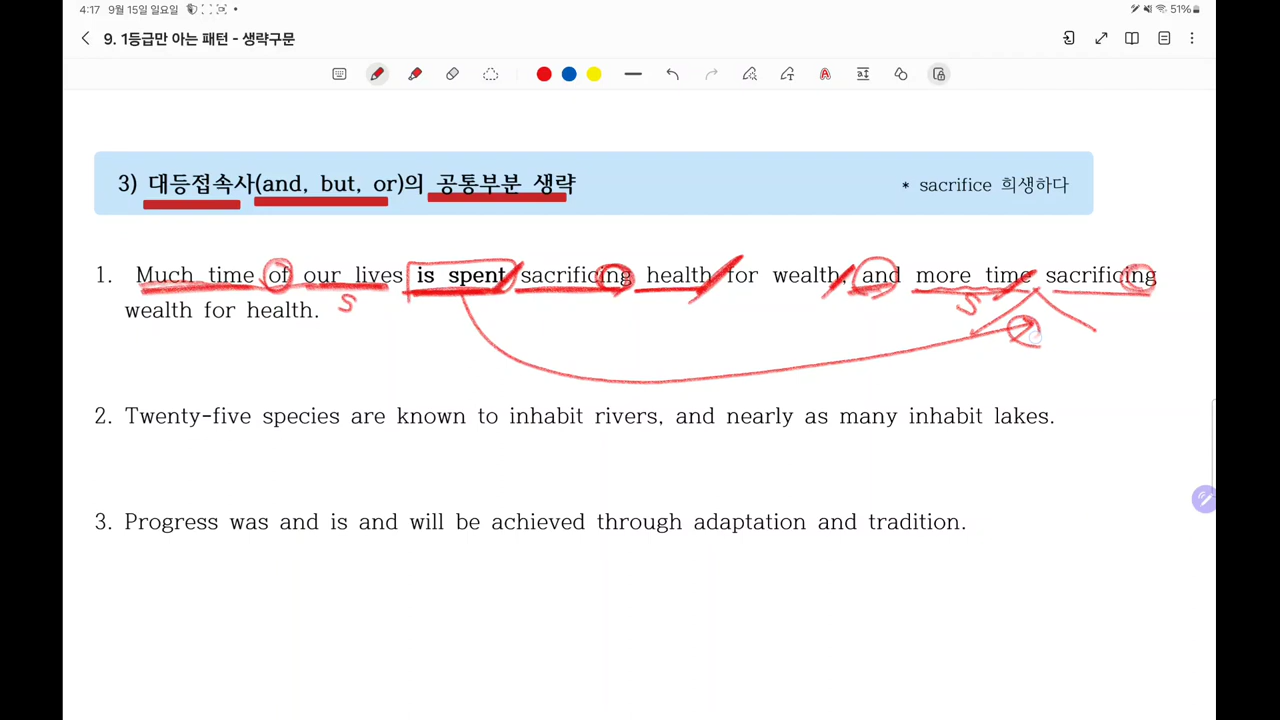 4:17 9월 15일 일요일 51%
9. 1등급만 아는 패턴 - 생략구문
3) 대등접속사(and, but, or)의 공통부분 생략 * sacrifice 희생하다
1. Much time of our lives is spent sacrificing health for wealth, and more time sacrificing
wealth for health.
S S
2. Twenty-five species are known to inhabit rivers, and nearly as many inhabit lakes.
3. Progress was and is and will be achieved through adaptation and tradition.